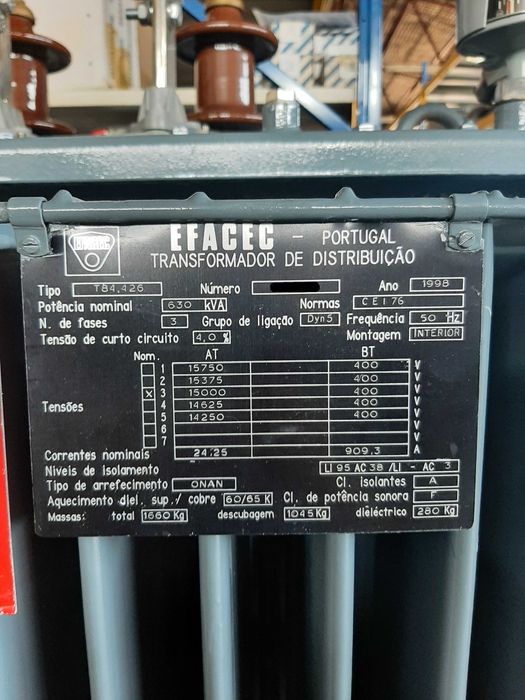 EFACEC
EFACEC - PORTUGAL
TRANSFORMADOR DE DISTRIBUIÇÃO
Tipo T84,426 Número Ano 1998
Potência nominal 630 kVA Normas CEI 76
N. de fases 3 Grupo de ligação Dyn5 Frequência 50 Hz
Tensão de curto circuito 4,0 % Montagem INTERIOR
Nom. AT BT
1 15750 400 V
2 15375 400 V
x 3 15000 400 V
Tensões 4 14625 400 V
5 14250 400 V
6 V
7 V
Correntes nominais 24.25 909,3 A
Níveis de isolamento LI 95 AC 38 /LI - AC 3
Tipo de arrefecimento ONAN Cl. isolantes A
Aquecimento djel. sup./ cobre 60/65 K Cl. de potência sonora F
Massas: total 1660 Kg descubagem 1045 Kg dieléctrico 280 Kg